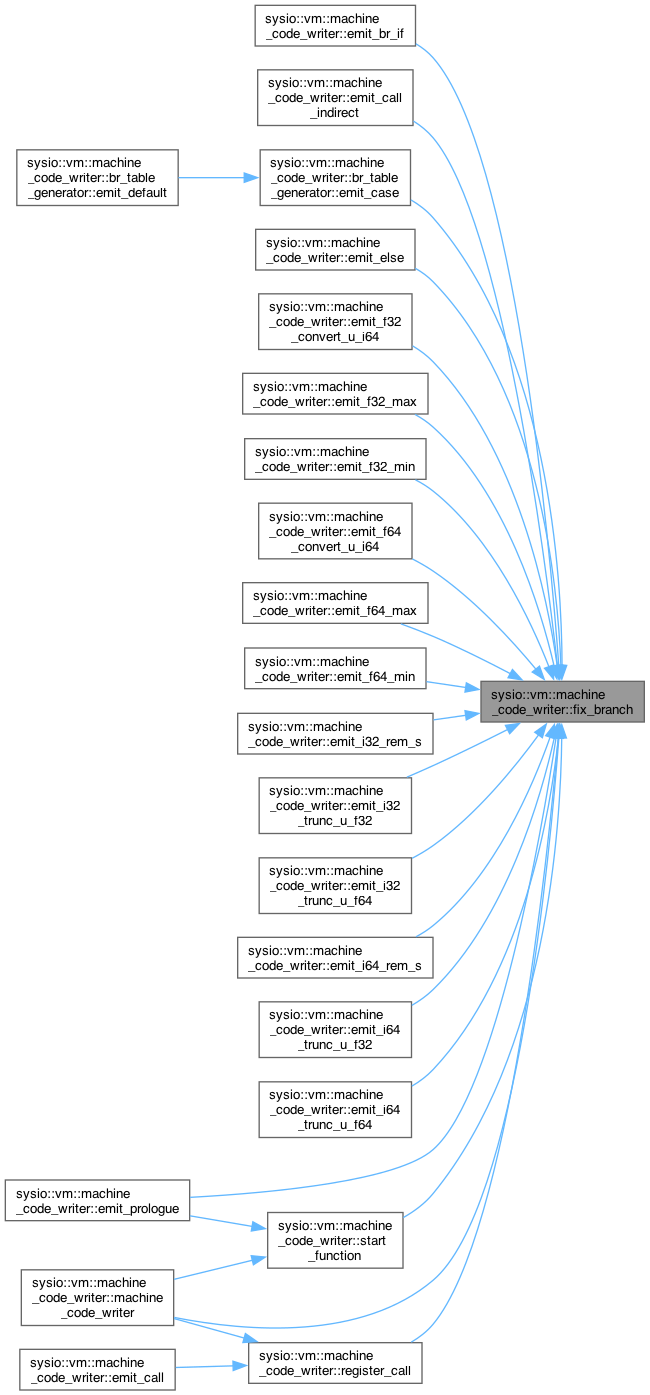 sysio::vm::machine
_code_writer::emit_br_if
sysio::vm::machine
_code_writer::emit_call
_indirect
sysio::vm::machine
_code_writer::br_table
_generator::emit_default
sysio::vm::machine
_code_writer::br_table
_generator::emit_case
sysio::vm::machine
_code_writer::emit_else
sysio::vm::machine
_code_writer::emit_f32
_convert_u_i64
sysio::vm::machine
_code_writer::emit_f32_max
sysio::vm::machine
_code_writer::emit_f32_min
sysio::vm::machine
_code_writer::emit_f64
_convert_u_i64
sysio::vm::machine
_code_writer::emit_f64_max
sysio::vm::machine
_code_writer::emit_f64_min
sysio::vm::machine
_code_writer::fix_branch
sysio::vm::machine
_code_writer::emit_i32_rem_s
sysio::vm::machine
_code_writer::emit_i32
_trunc_u_f32
sysio::vm::machine
_code_writer::emit_i32
_trunc_u_f64
sysio::vm::machine
_code_writer::emit_i64_rem_s
sysio::vm::machine
_code_writer::emit_i64
_trunc_u_f32
sysio::vm::machine
_code_writer::emit_i64
_trunc_u_f64
sysio::vm::machine
_code_writer::emit_prologue
sysio::vm::machine
_code_writer::start
_function
sysio::vm::machine
_code_writer::machine
_code_writer
sysio::vm::machine
_code_writer::register_call
sysio::vm::machine
_code_writer::emit_call